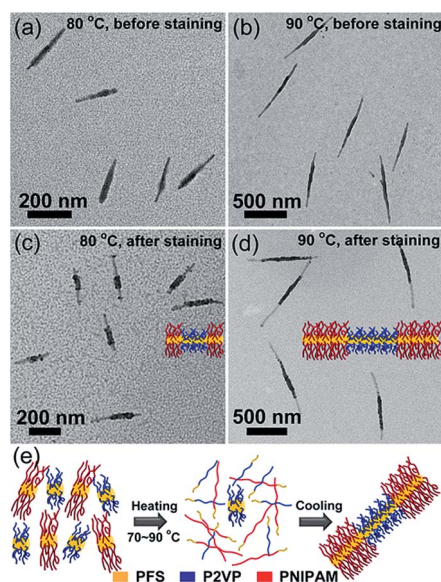 (a) 80 °C, before staining
200 nm
(b) 90 °C, before staining
500 nm
(c) 80 °C, after staining
200 nm
(d) 90 °C, after staining
500 nm
(e)
Heating
70~90 °C
Cooling
PFS P2VP PNIPAM